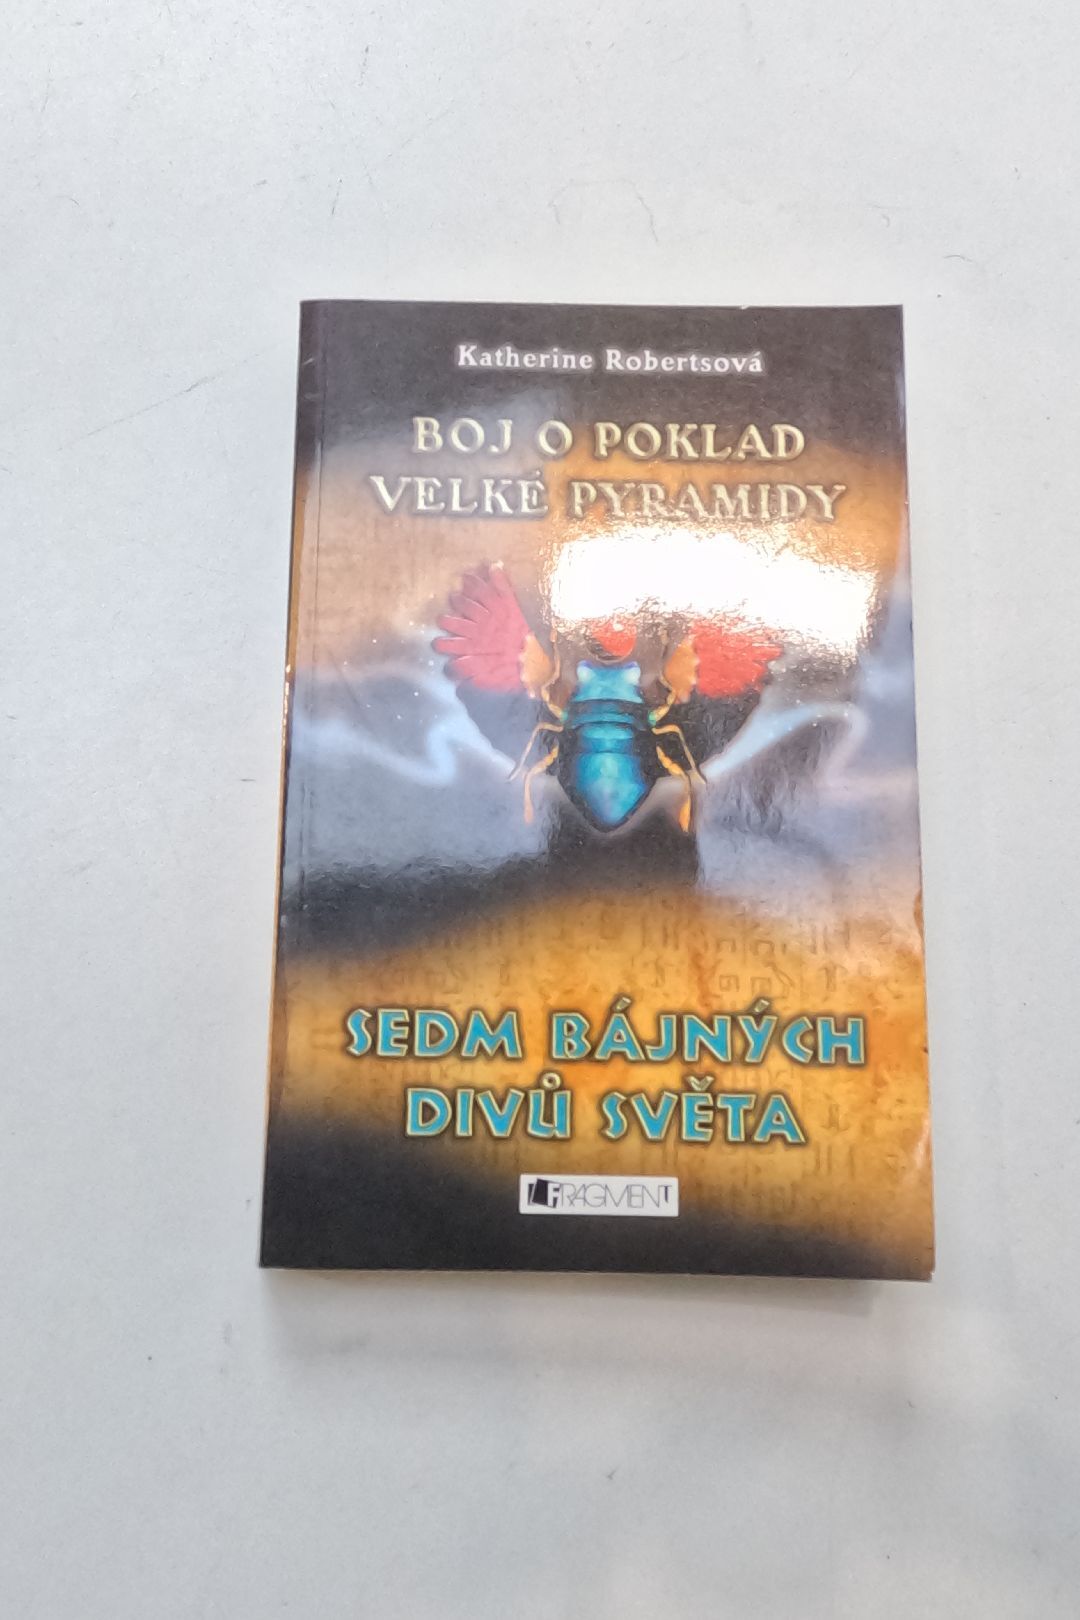 Katherine Robertsová
BOJ O POKLAD
VELKÉ PYRAMIDY
SEDM BÁJNÝCH
DIVŮ SVĚTA
FRAGMENT